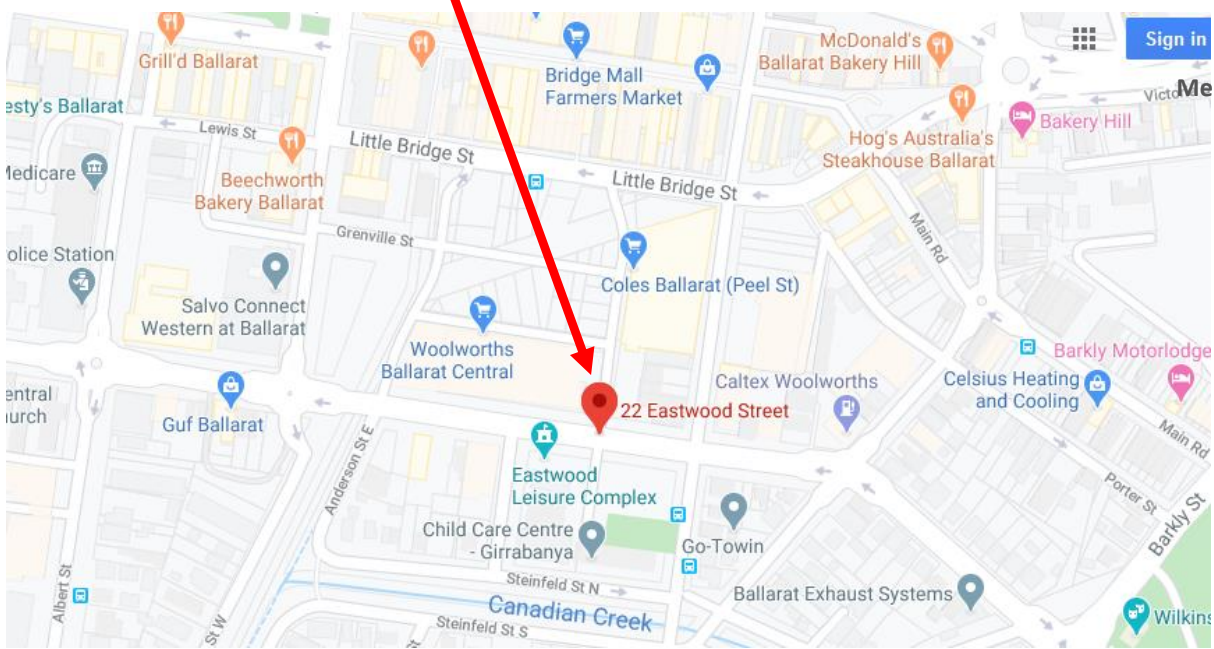 Grill'd Ballarat
Bridge Mall
Farmers Market
McDonald's
Ballarat Bakery Hill
Sign in
esty's Ballarat
Lewis St
Little Bridge St
Victo
Me
Bakery Hill
Hog's Australia's
Steakhouse Ballarat
Medicare
Beechworth
Bakery Ballarat
Little Bridge St
Main Rd
Grenville St
olice Station
Coles Ballarat (Peel St)
Salvo Connect
Western at Ballarat
Woolworths
Ballarat Central
Barkly Motorlodge
Caltex Woolworths
Celsius Heating
and Cooling
entral
urch
Guf Ballarat
22 Eastwood Street
Main Rd
Anderson St E
Eastwood
Leisure Complex
Porter St
Barkly St
Child Care Centre
- Girrabanya
Go-Towin
Steinfeld St N
Albert St
Canadian Creek
Ballarat Exhaust Systems
Steinfeld St S
St W
St
Wilkins